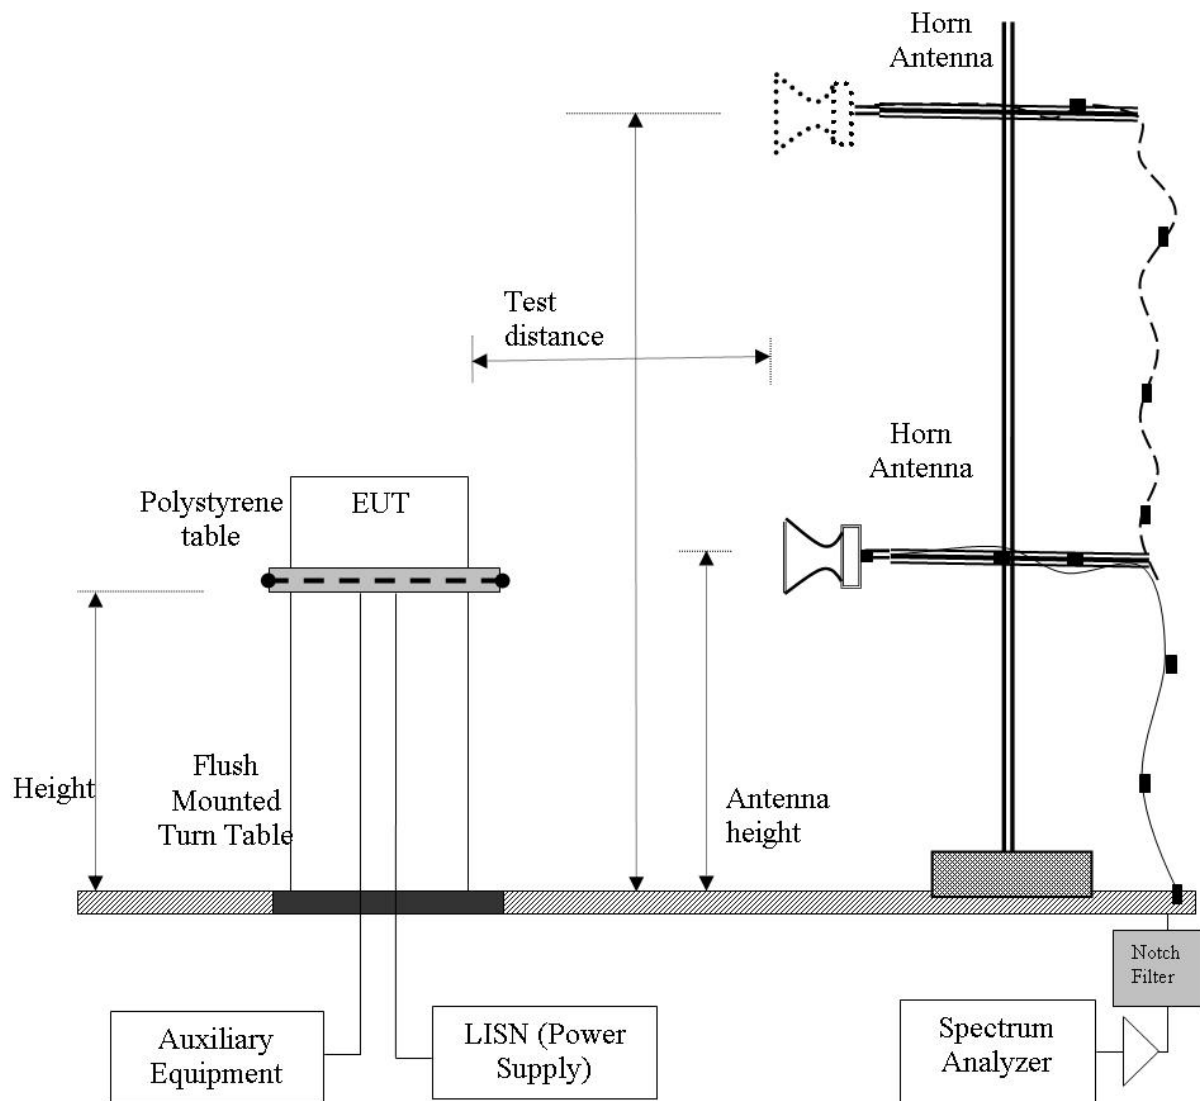 Horn
Antenna
Test
distance
Horn
Antenna
Polystyrene
table
EUT
Height
Flush
Mounted
Turn Table
Antenna
height
Notch
Filter
Auxiliary
Equipment
LISN (Power
Supply)
Spectrum
Analyzer